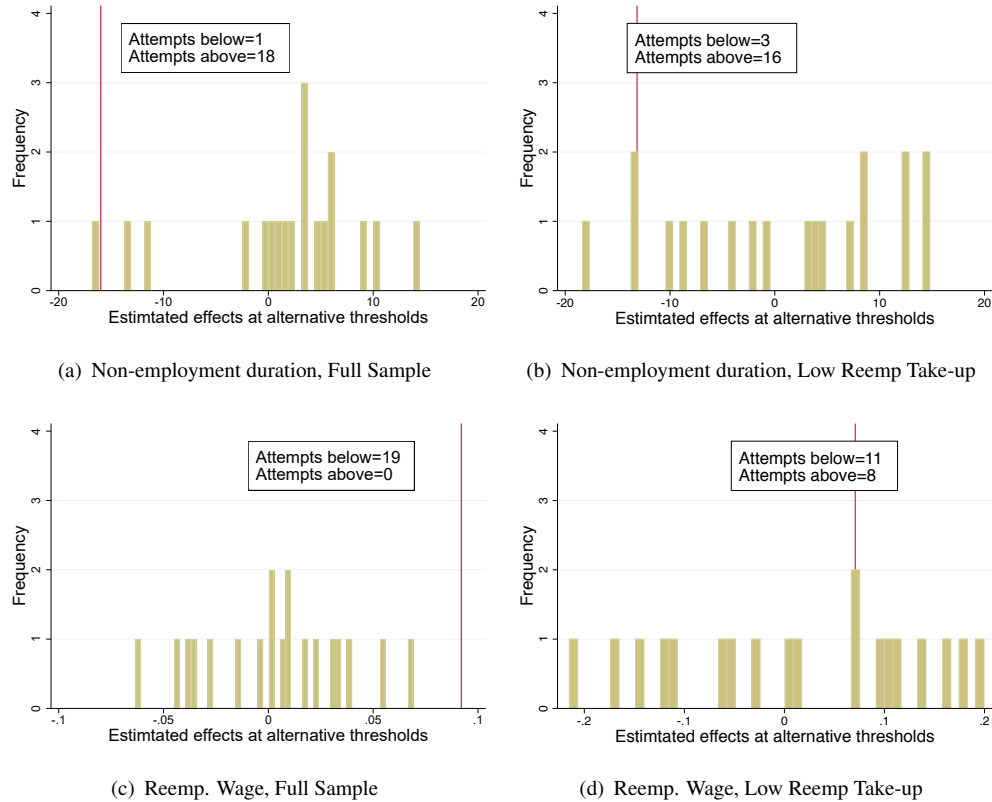 4
3
2
1
0
Frequency
Attempts below=1
Attempts above=18
-20
-10
0
10
20
Estimtated effects at alternative thresholds
(a) Non-employment duration, Full Sample
4
3
2
1
0
Frequency
Attempts below=3
Attempts above=16
-20
-10
0
10
20
Estimtated effects at alternative thresholds
(b) Non-employment duration, Low Reemp Take-up
4
3
2
1
0
Frequency
Attempts below=19
Attempts above=0
-.1
-.05
0
.05
.1
Estimtated effects at alternative thresholds
(c) Reemp. Wage, Full Sample
4
3
2
1
0
Frequency
Attempts below=11
Attempts above=8
-.2
-.1
0
.1
.2
Estimtated effects at alternative thresholds
(d) Reemp. Wage, Low Reemp Take-up